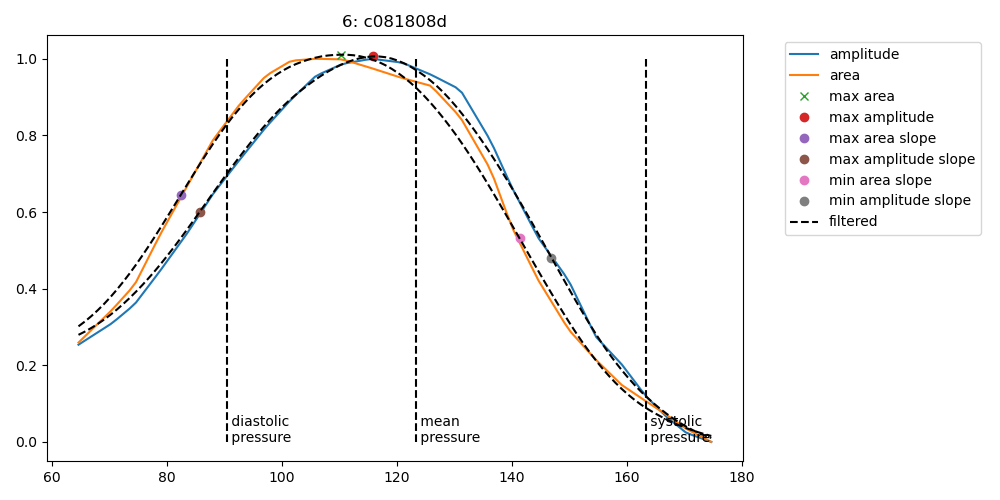 6: c081808d
1.0
0.8
0.6
0.4
0.2
0.0
60
80
100
120
140
160
180
diastolic
pressure
mean
pressure
systolic
pressure
amplitude
area
max area
max amplitude
max area slope
max amplitude slope
min area slope
min amplitude slope
filtered